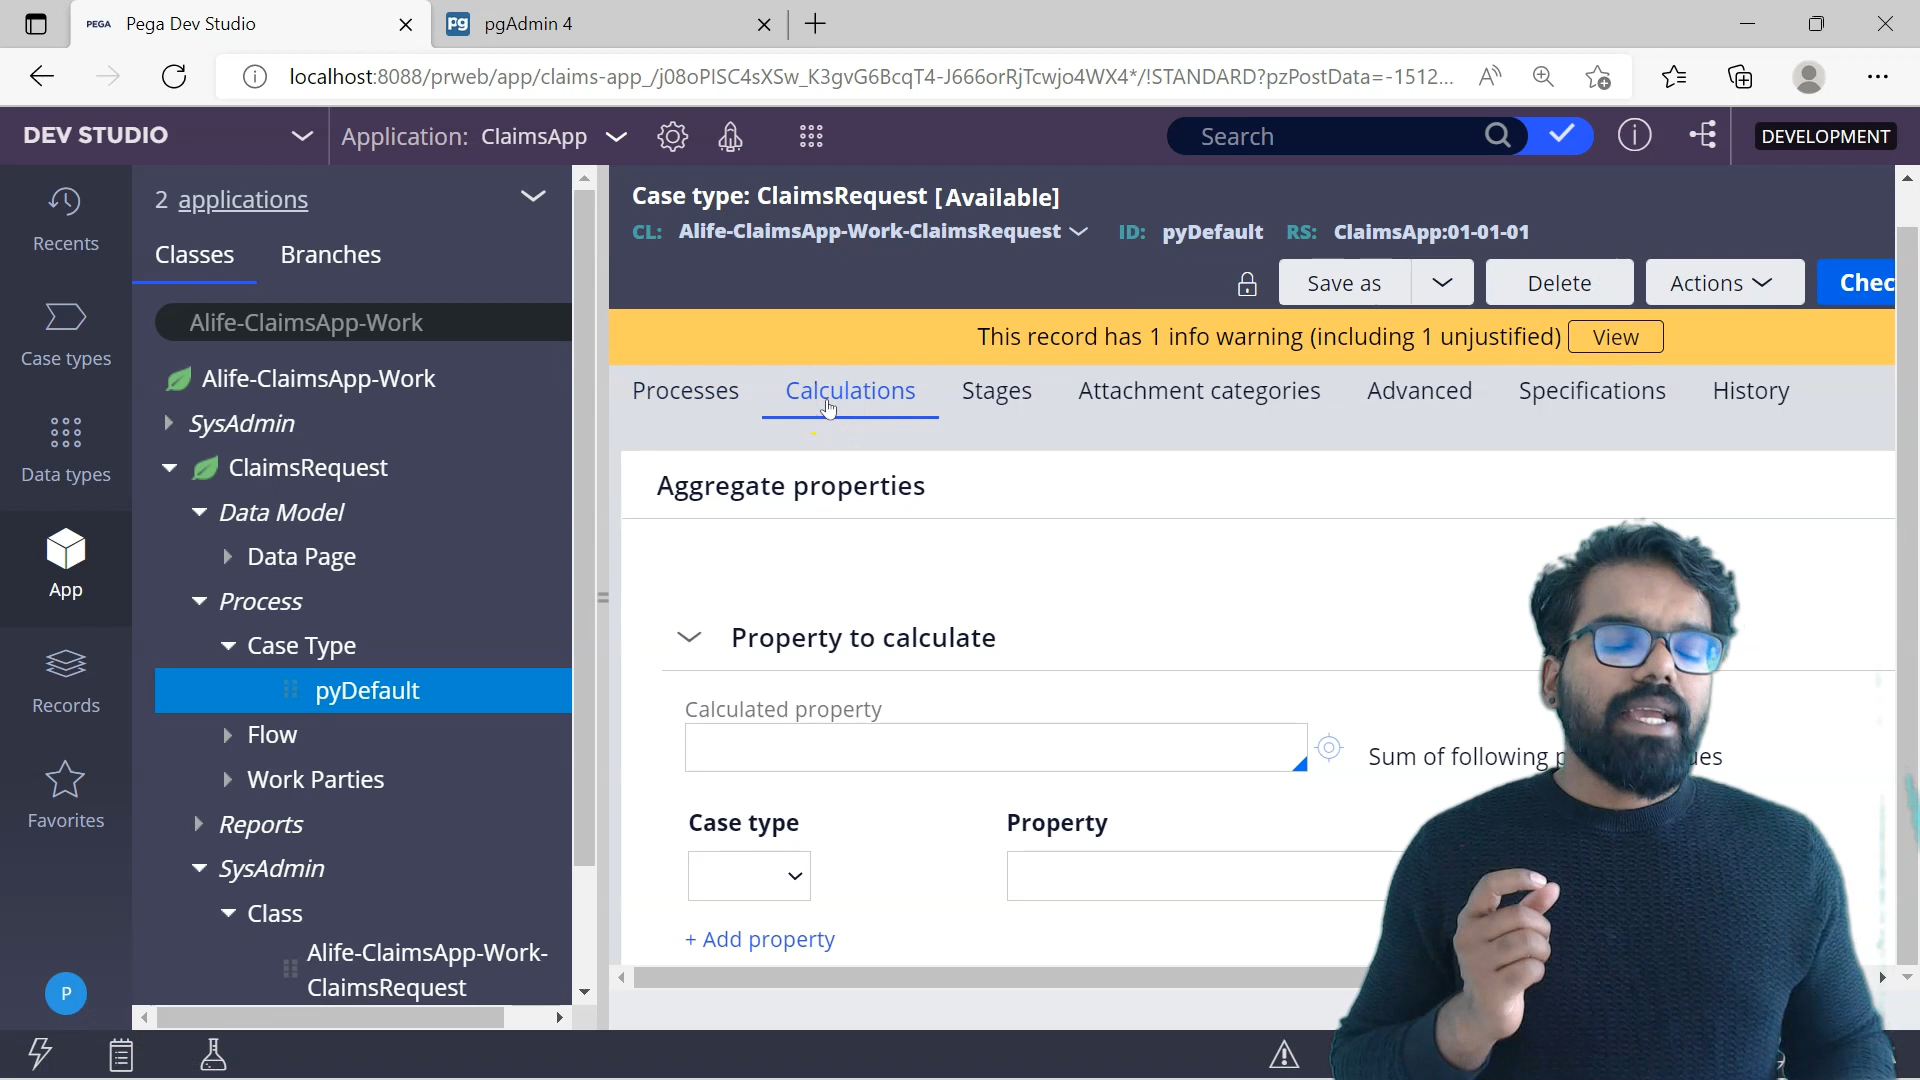 PEGA Pega Dev Studio
pg pgAdmin 4
localhost:8088/prweb/app/claims-app_/j08oPISC4sXSw_K3gvG6BcqT4-J666orRjTcwjo4WX4*/!STANDARD?pzPostData=-1512...
DEV STUDIO
Application: ClaimsApp
Search
DEVELOPMENT
Recents
Case types
Data types
App
Records
Favorites
P
2 applications
Classes Branches
Alife-ClaimsApp-Work
Alife-ClaimsApp-Work
SysAdmin
ClaimsRequest
Data Model
Data Page
Process
Case Type
pyDefault
Flow
Work Parties
Reports
SysAdmin
Class
Alife-ClaimsApp-Work-
ClaimsRequest
Case type: ClaimsRequest [Available]
CL: Alife-ClaimsApp-Work-ClaimsRequest ID: pyDefault RS: ClaimsApp:01-01-01
Save as Delete Actions Chec
This record has 1 info warning (including 1 unjustified) View
Processes Calculations Stages Attachment categories Advanced Specifications History
Aggregate properties
Property to calculate
Calculated property
Sum of following
Case type Property
+ Add property